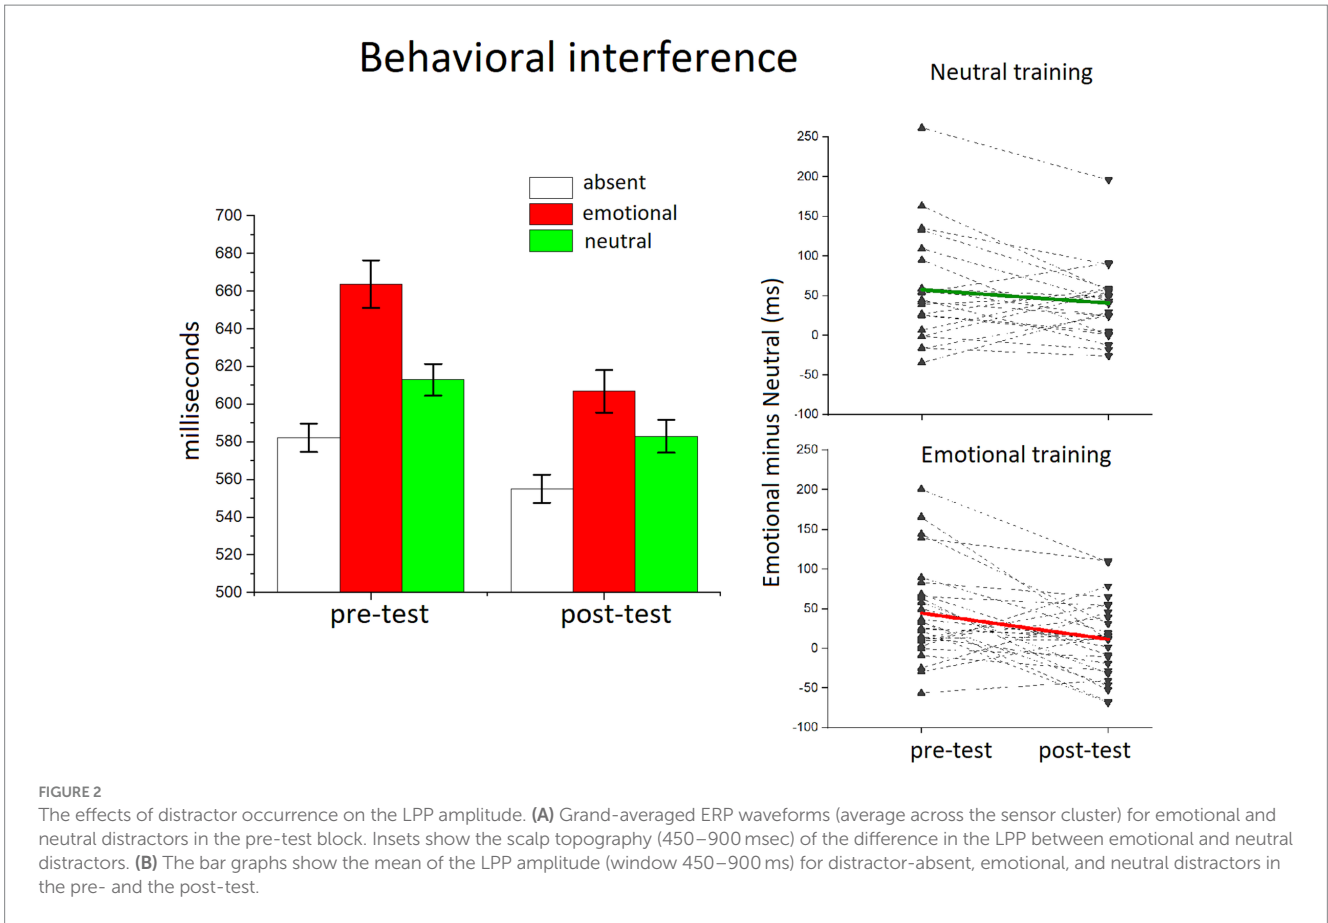 Behavioral interference
absent
emotional
neutral
milliseconds
700
680
660
640
620
600
580
560
540
520
500
pre-test
post-test
Emotional minus Neutral (ms)
Neutral training
250
200
150
100
50
0
-50
-100
Emotional training
250
200
150
100
50
0
-50
-100
pre-test
post-test
FIGURE 2
The effects of distractor occurrence on the LPP amplitude. (A) Grand-averaged ERP waveforms (average across the sensor cluster) for emotional and
neutral distractors in the pre-test block. Insets show the scalp topography (450–900 msec) of the difference in the LPP between emotional and neutral
distractors. (B) The bar graphs show the mean of the LPP amplitude (window 450–900 ms) for distractor-absent, emotional, and neutral distractors in
the pre- and the post-test.